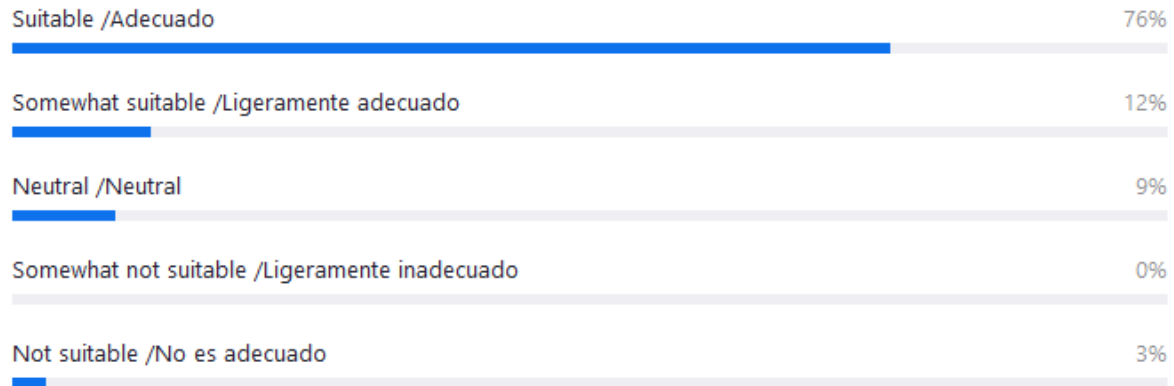 Suitable /Adecuado 76%
Somewhat suitable /Ligeramente adecuado 12%
Neutral /Neutral 9%
Somewhat not suitable /Ligeramente inadecuado 0%
Not suitable /No es adecuado 3%